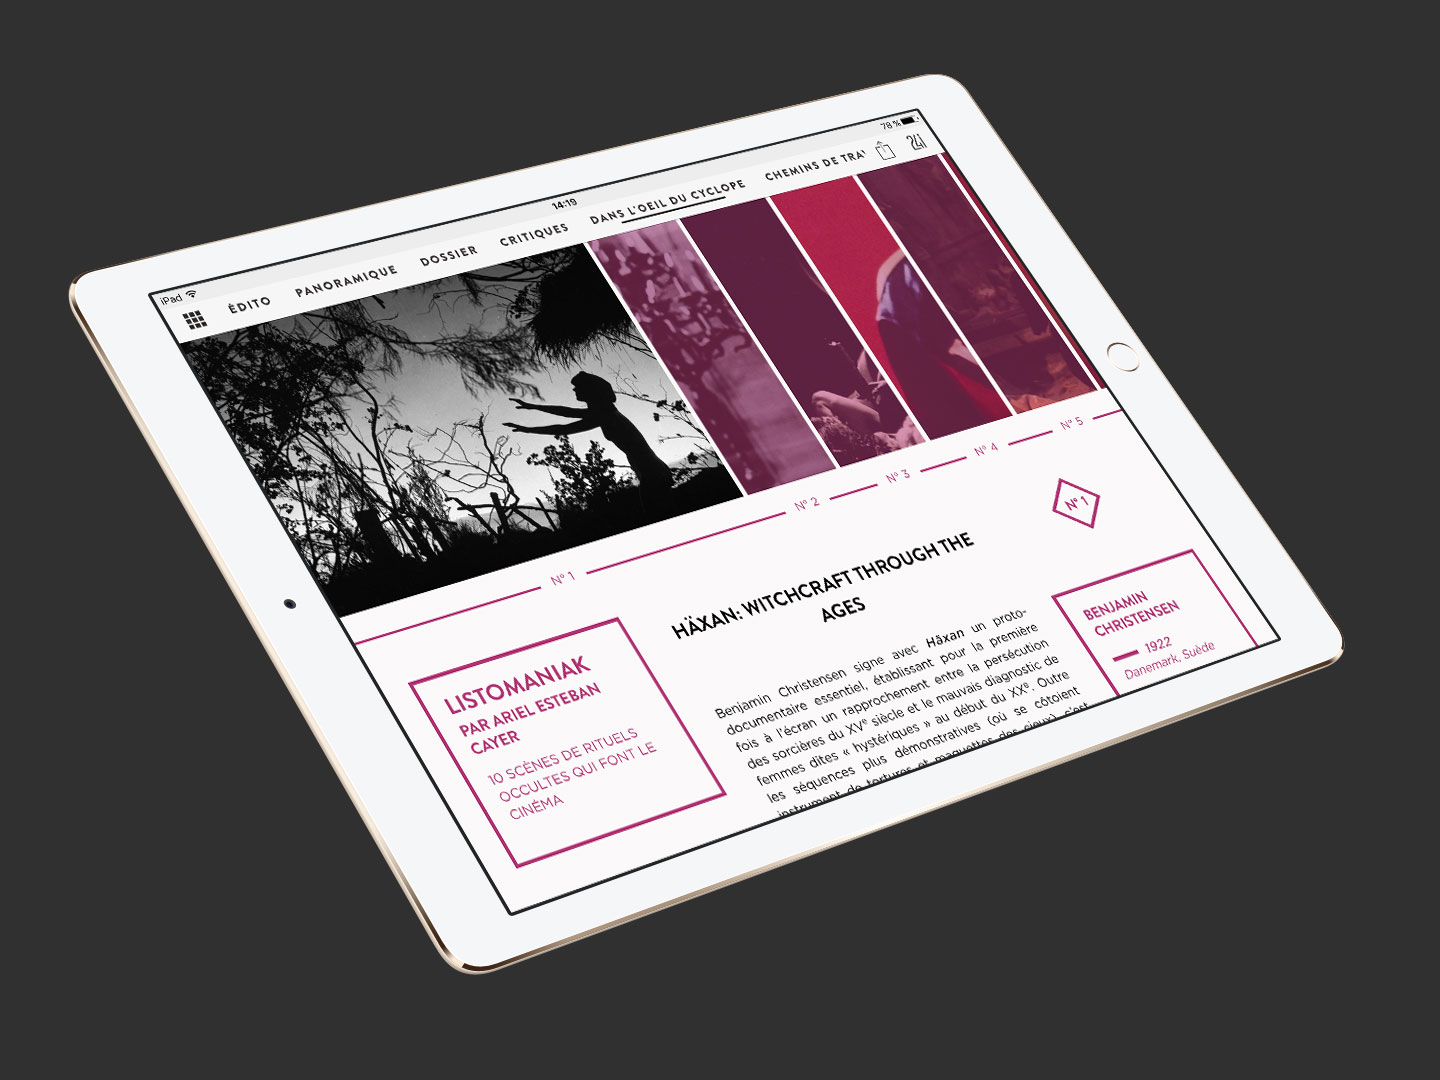 iPad
14:19
78 %
ÉDITO
PANORAMIQUE
DOSSIER
CRITIQUES
DANS L'OEIL DU CYCLOPE
CHEMINS DE
24i
N° 1
N° 2
N° 3
N° 4
N° 5
N° 1
LISTOMANIAK
PAR ARIEL ESTEBAN
CAYER
10 SCÈNES DE RITUELS
OCCULTES QUI FONT LE
CINÉMA
HÄXAN: WITCHCRAFT THROUGH THE
AGES
Benjamin Christensen signe avec Häxan un proto-
documentaire essentiel, établissant pour la première
fois à l'écran un rapprochement entre la persécution
des sorcières du XVe siècle et le mauvais diagnostic de
femmes dites « hystériques » au début du XXe. Outre
les séquences plus démonstratives (où se côtoient
instrument de tortures et maquettes des cieux), c'est
BENJAMIN
CHRISTENSEN
1922
Danemark, Suède